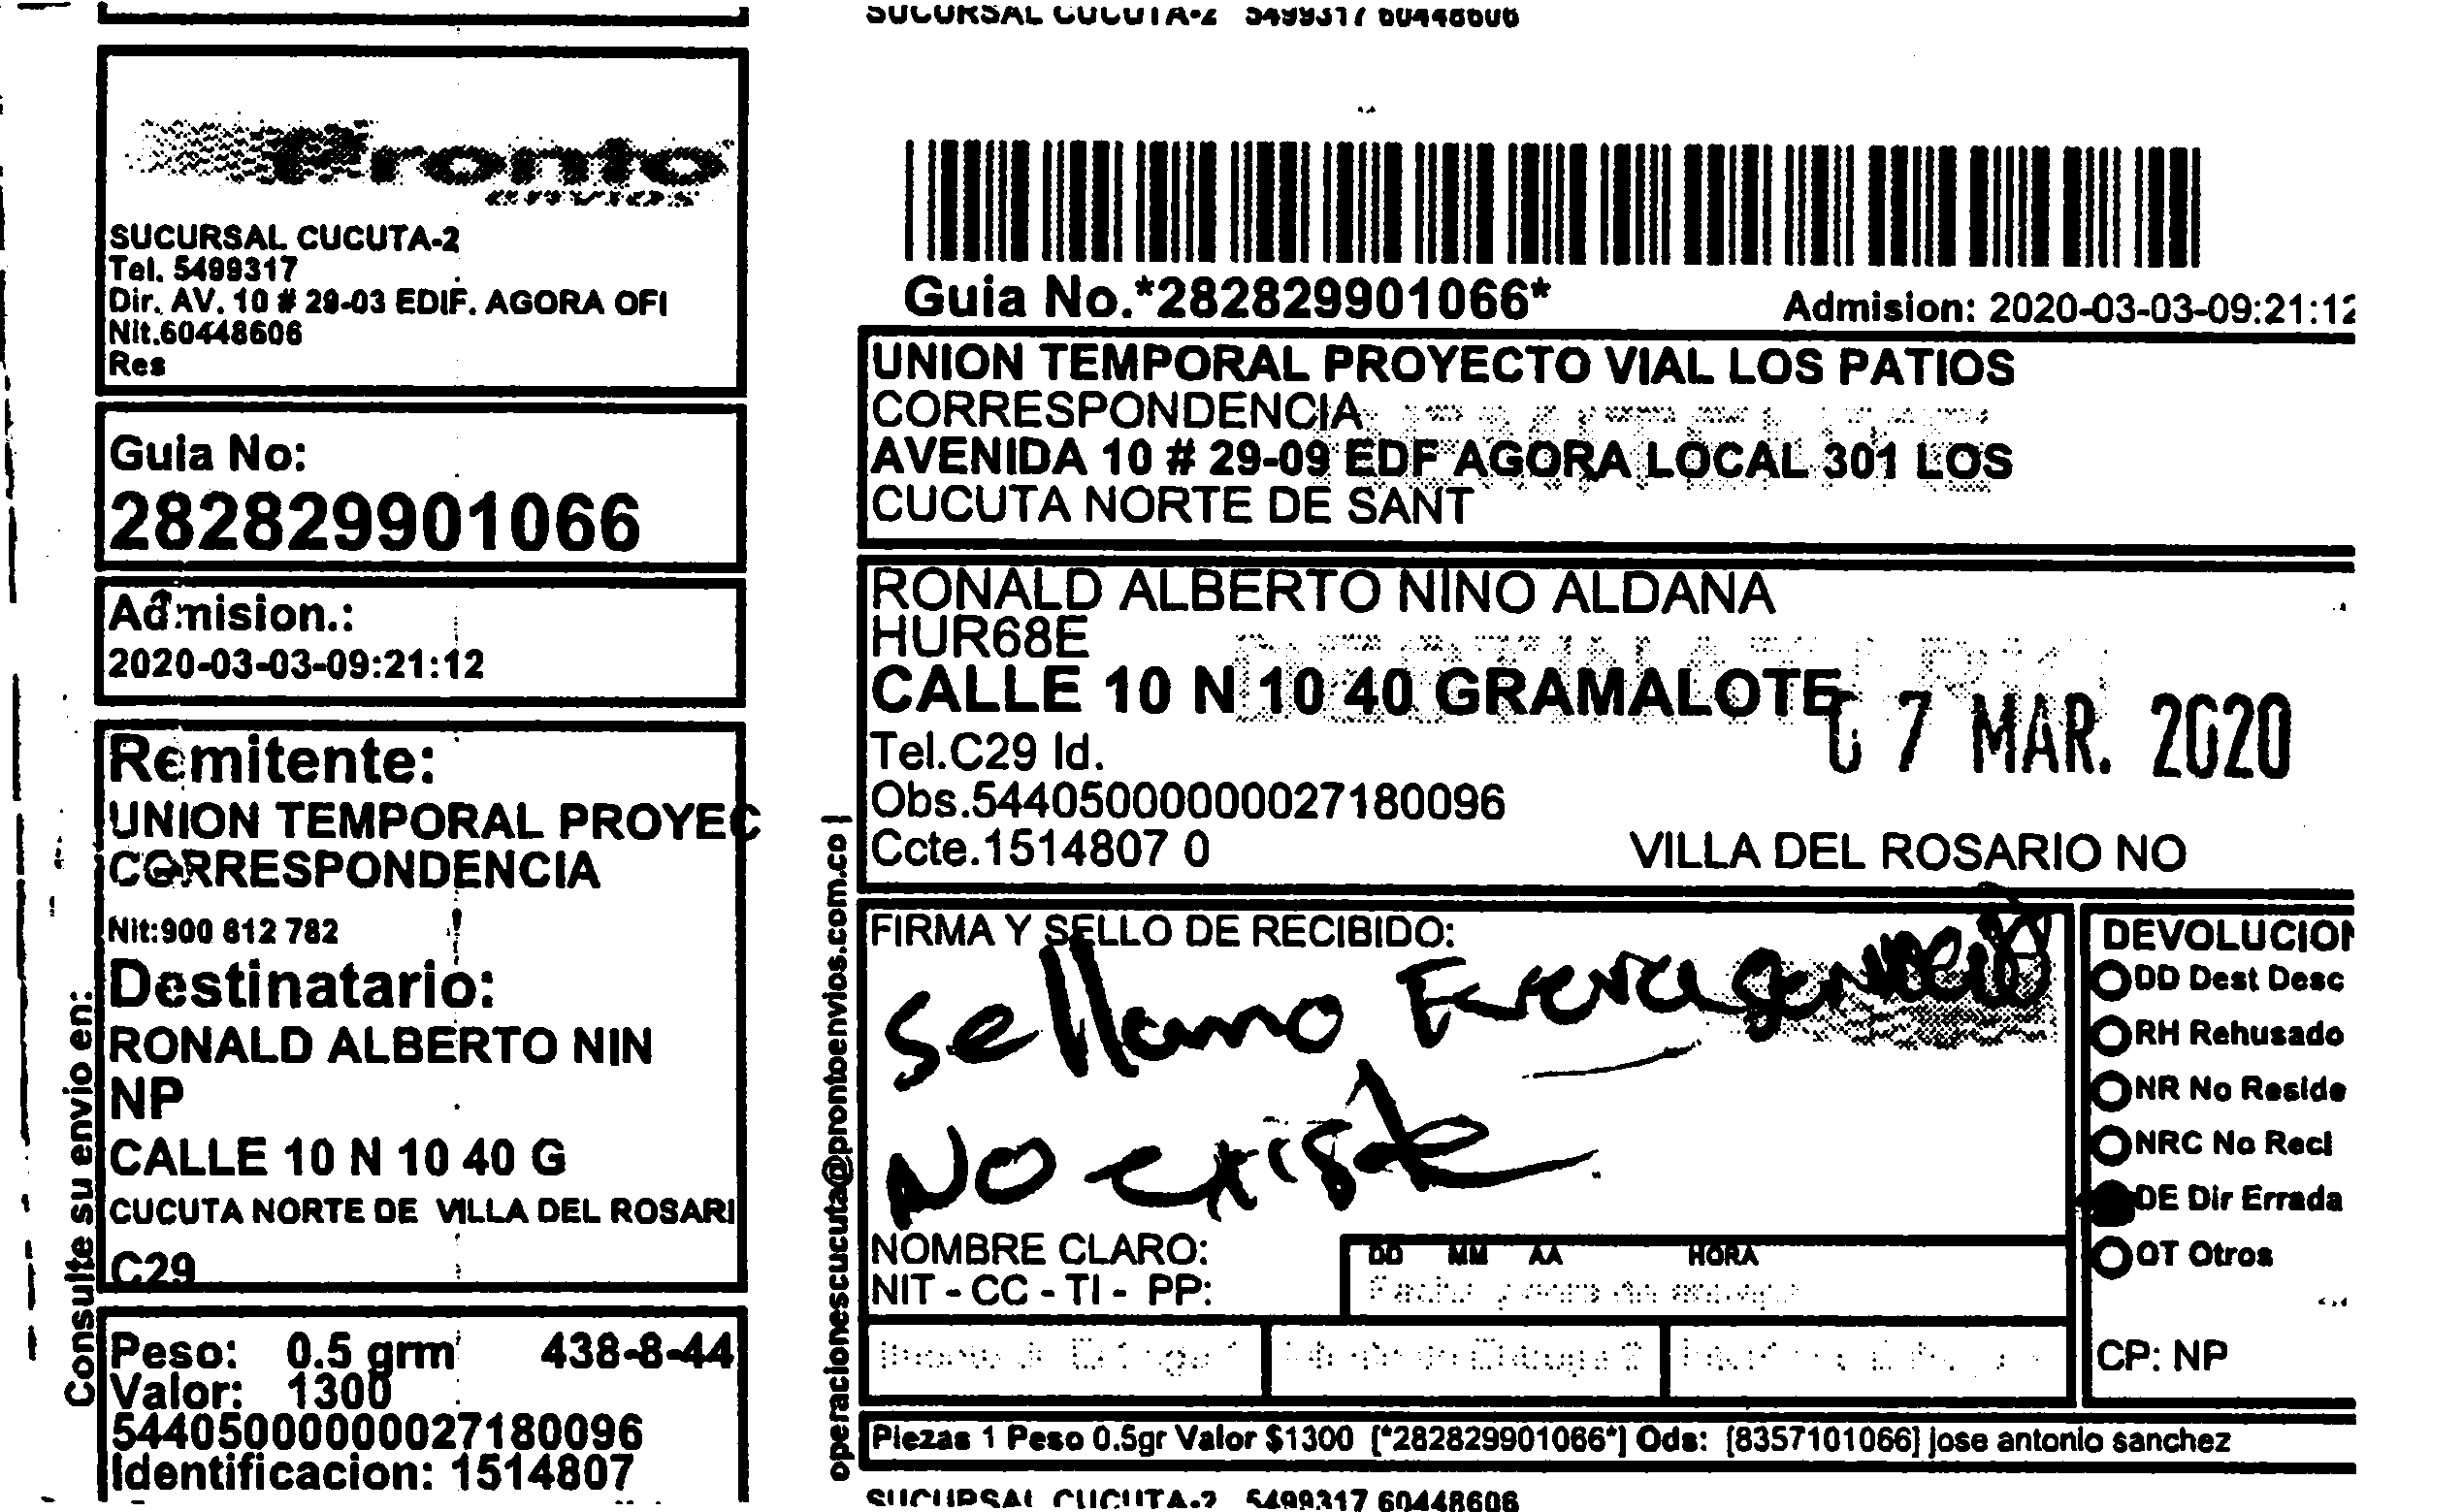 SUCURSAL CUCUTA-2 5499317 60448606
Pronto
envios
SUCURSAL CUCUTA-2
Tel. 5499317
Dir. AV. 10 # 29-03 EDIF. AGORA OFI
Nit.60448606
Res
Guia No:
282829901066
Admision.:
2020-03-03-09:21:12
Remitente:
UNION TEMPORAL PROYEC
CORRESPONDENCIA
Nit:900 812 782
Destinatario:
RONALD ALBERTO NIN
NP
CALLE 10 N 10 40 G
CUCUTA NORTE DE VILLA DEL ROSARI
C29
Peso: 0.5 grm 438-8-44
Valor: 1300
544050000000027180096
Identificacion: 1514807
Consulte su envio en:
operacionescucuta@prontoenvios.com.co |
Guia No.*282829901066*
Admision: 2020-03-03-09:21:12
UNION TEMPORAL PROYECTO VIAL LOS PATIOS
CORRESPONDENCIA
REMITENTE
AVENIDA 10 # 29-09 EDF AGORA LOCAL 301 LOS
CUCUTA NORTE DE SANT
RONALD ALBERTO NINO ALDANA
HUR68E
DESTINATARIO
CALLE 10 N 10 40 GRAMALOTE
07 MAR. 2020
Tel.C29 Id.
Obs.544050000000027180096
Ccte.1514807 0
VILLA DEL ROSARIO NO
FIRMA Y SELLO DE RECIBIDO:
Sellamo
No existe
NOMBRE CLARO:
NIT - CC - TI - PP:
DD MM AA HORA
DEVOLUCION
DD Dest Desc
RH Rehusado
NR No Reside
NRC No Recl
DE Dir Errada
OT Otros
CP: NP
Piezas 1 Peso 0.5gr Valor $1300 [*282829901066*] Ods: [8357101066] jose antonio sanchez
SUCURSAL CUCUTA-2 5499317 60448606